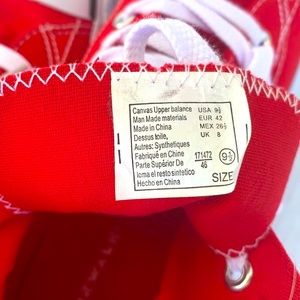 Canvas Upper balance USA 9½
Man Made materials EUR 42
Made in China MEX 26½
Dessus toile, UK 8
Autres: Synthetiques
Fabriqué en Chine 171472 9½
Parte Supérior De 46
loma el resto sintético
Hecho en China SIZE